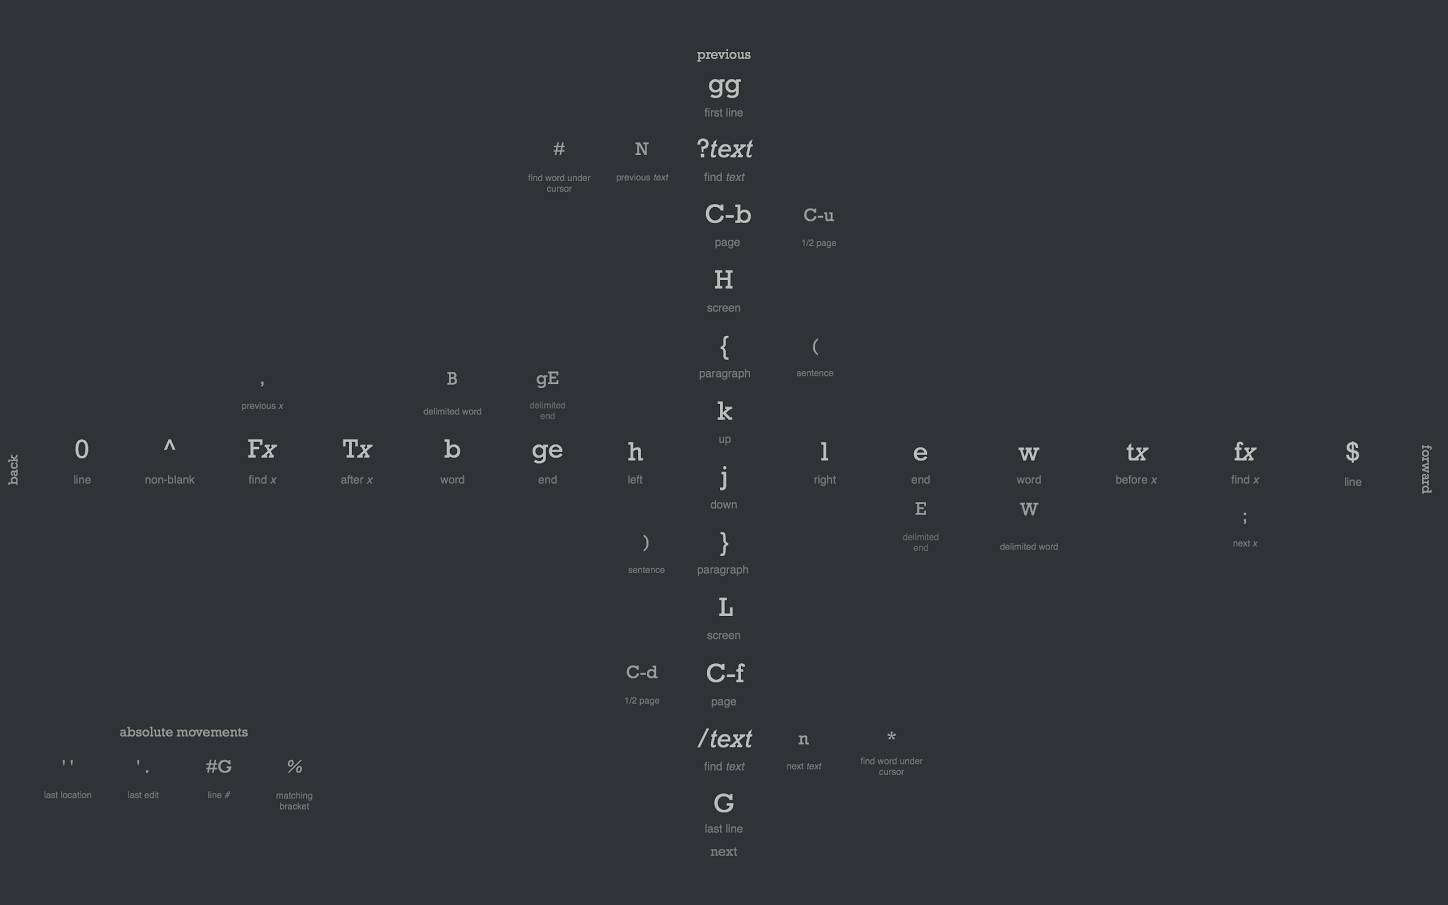 previous
gg
first line
# N ?text
find word under previous text find text
cursor
C-b C-u
page 1/2 page
H
screen
{ (
paragraph sentence
, B gE
previous x delimited word delimited
end
k
up
0 ^ Fx Tx b ge h l e w tx fx $
back line non-blank find x after x word end left right end word before x find x line forward
j
down
E W ;
delimited delimited word next x
end
) }
sentence paragraph
L
screen
C-d C-f
1/2 page page
/text n *
find text next text find word under
cursor
G
last line
next
absolute movements
'' '. #G %
last location last edit line # matching
bracket